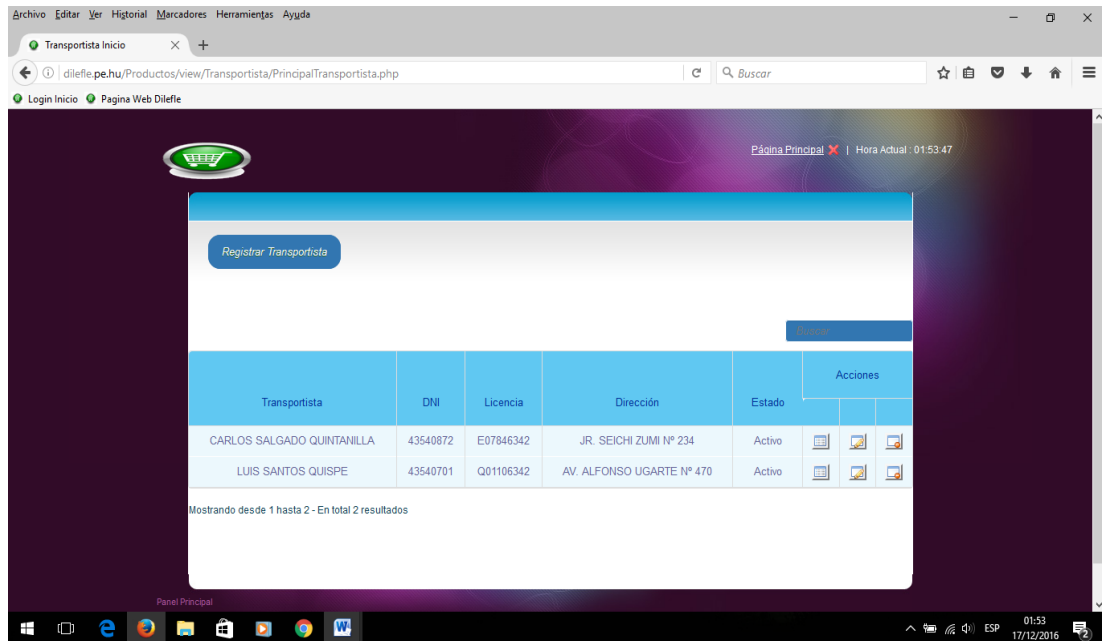 Archivo Editar Ver Historial Marcadores Herramientas Ayuda
Transportista Inicio
dilefle.pe.hu/Productos/view/Transportista/PrincipalTransportista.php
Buscar
Login Inicio Pagina Web Dilefle
Página Principal | Hora Actual : 01:53:47
Registrar Transportista
Buscar
Acciones
Transportista DNI Licencia Dirección Estado
CARLOS SALGADO QUINTANILLA 43540872 E07846342 JR. SEICHI ZUMI Nº 234 Activo
LUIS SANTOS QUISPE 43540701 Q01106342 AV. ALFONSO UGARTE Nº 470 Activo
Mostrando desde 1 hasta 2 - En total 2 resultados
Panel Principal
ESP 01:53
17/12/2016
2